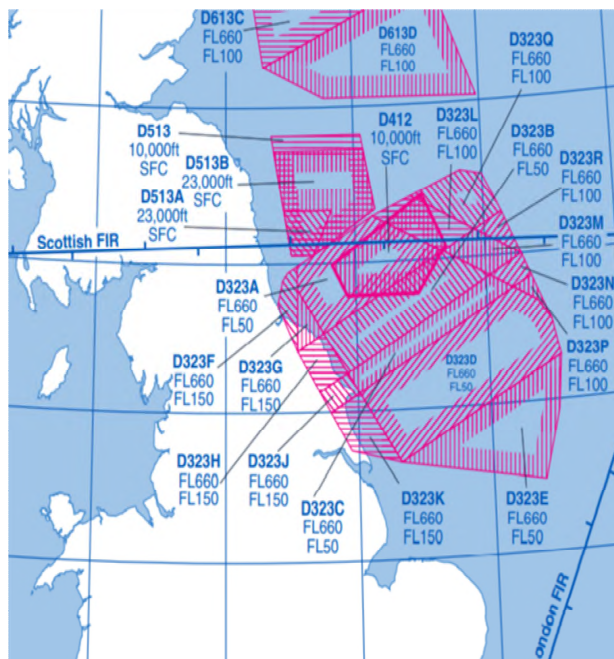 D613C
FL660
FL100
D613D
FL660
FL100
D323Q
FL660
FL100
D513
10,000ft
SFC
D513B
23,000ft
SFC
D513A
23,000ft
SFC
D412
10,000ft
SFC
D323L
FL660
FL100
D323B
FL660
FL50
D323R
FL660
FL100
Scottish FIR
D323M
FL660
FL100
D323A
FL660
FL50
D323N
FL660
FL100
D323F
FL660
FL150
D323G
FL660
FL150
D323D
FL660
FL50
D323P
FL660
FL100
D323H
FL660
FL150
D323J
FL660
FL150
D323C
FL660
FL50
D323K
FL660
FL150
D323E
FL660
FL50
ondon FIR